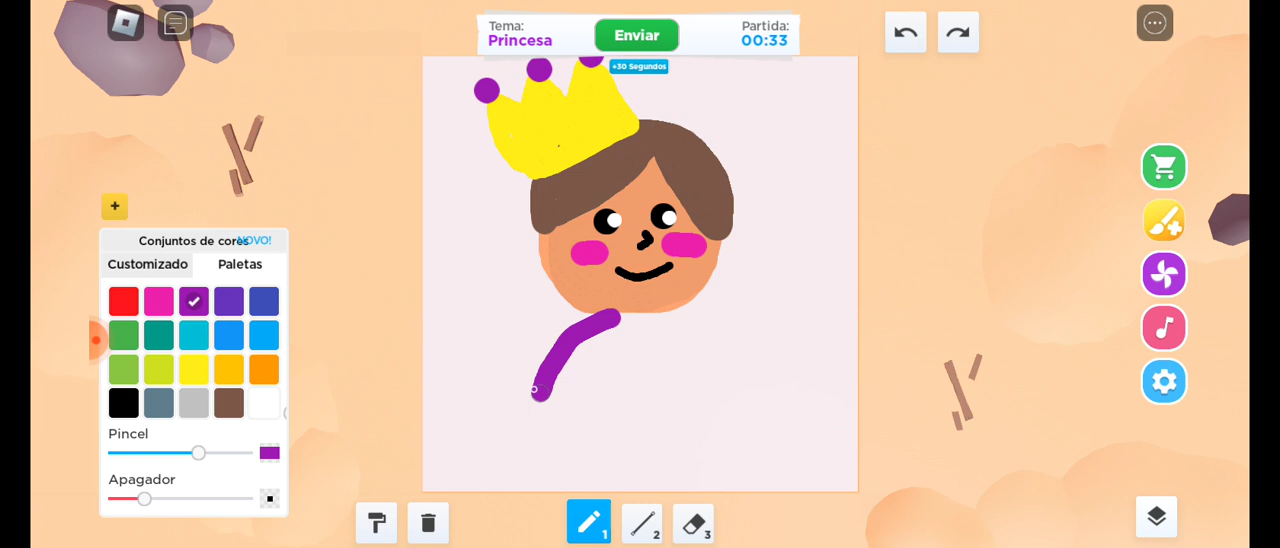 Tema:
Princesa
Enviar
Partida:
00:33
+30 Segundos
+
Conjuntos de cores
NOVO!
Customizado
Paletas
Pincel
Apagador
1
2
3